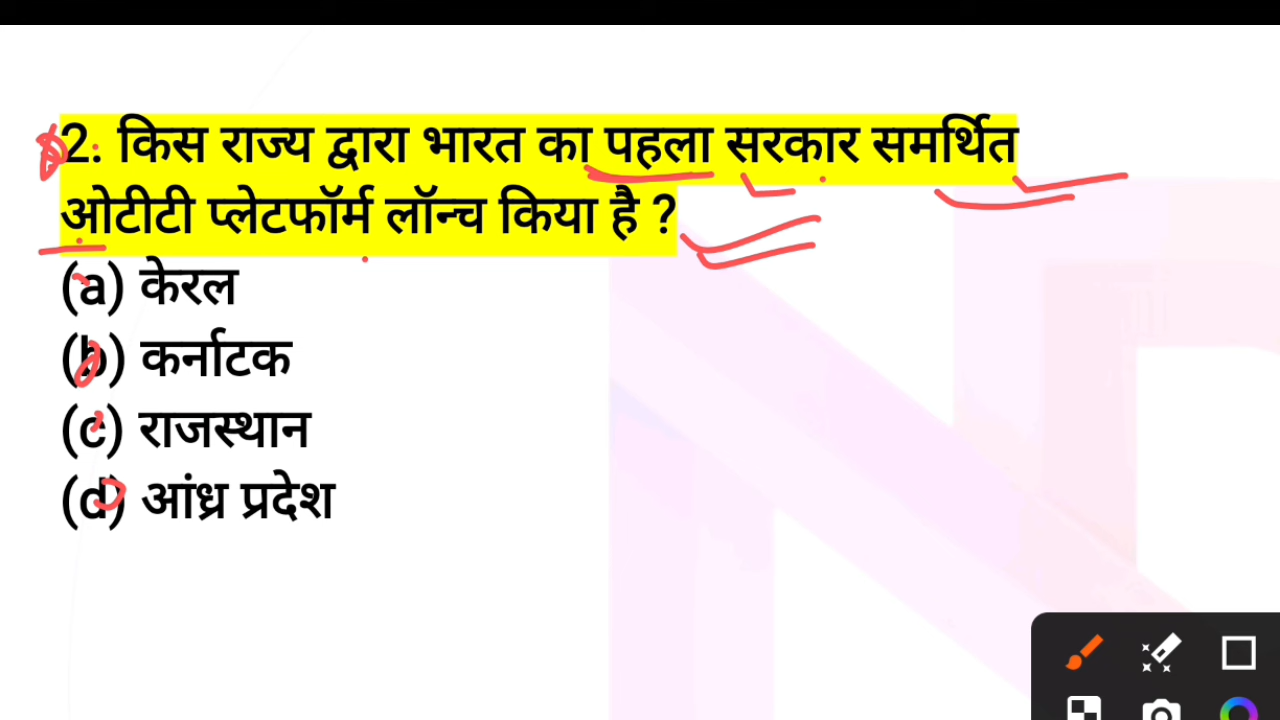 2. किस राज्य द्वारा भारत का पहला सरकार समर्थित
ओटीटी प्लेटफॉर्म लॉन्च किया है ?
(a) केरल
(b) कर्नाटक
(c) राजस्थान
(d) आंध्र प्रदेश